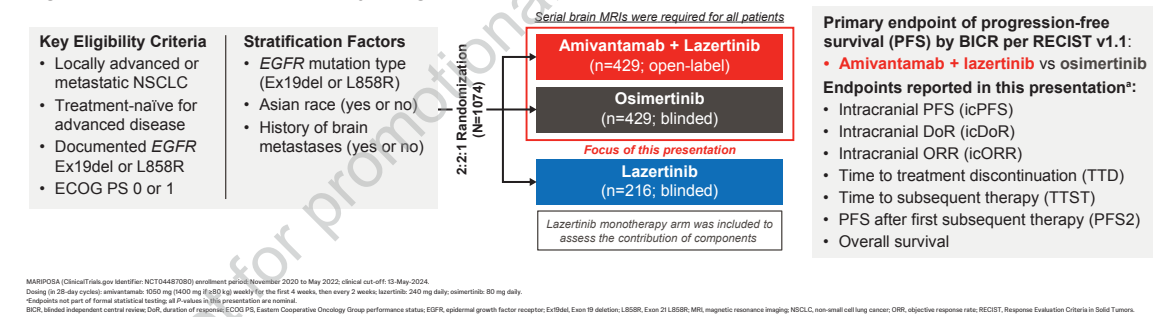 Serial brain MRIs were required for all patients
Key Eligibility Criteria
• Locally advanced or
metastatic NSCLC
• Treatment-naïve for
advanced disease
• Documented EGFR
Ex19del or L858R
• ECOG PS 0 or 1
Stratification Factors
• EGFR mutation type
(Ex19del or L858R)
• Asian race (yes or no)
• History of brain
metastases (yes or no)
2:2:1 Randomization
(N=1074)
Amivantamab + Lazertinib
(n=429; open-label)
Osimertinib
(n=429; blinded)
Focus of this presentation
Lazertinib
(n=216; blinded)
Lazertinib monotherapy arm was included to
assess the contribution of components
Primary endpoint of progression-free
survival (PFS) by BICR per RECIST v1.1:
• Amivantamab + lazertinib vs osimertinib
Endpoints reported in this presentationᵃ:
• Intracranial PFS (icPFS)
• Intracranial DoR (icDoR)
• Intracranial ORR (icORR)
• Time to treatment discontinuation (TTD)
• Time to subsequent therapy (TTST)
• PFS after first subsequent therapy (PFS2)
• Overall survival
MARIPOSA (ClinicalTrials.gov Identifier: NCT04487080) enrollment period: November 2020 to May 2022; clinical cut-off: 13-May-2024.
Dosing (in 28-day cycles): amivantamab: 1050 mg (1400 mg if ≥80 kg) weekly for the first 4 weeks, then every 2 weeks; lazertinib: 240 mg daily; osimertinib: 80 mg daily.
ᵃEndpoints not part of formal statistical testing; all P-values in this presentation are nominal.
BICR, blinded independent central review; DoR, duration of response; ECOG PS, Eastern Cooperative Oncology Group performance status; EGFR, epidermal growth factor receptor; Ex19del, Exon 19 deletion; L858R, Exon 21 L858R; MRI, magnetic resonance imaging; NSCLC, non-small cell lung cancer; ORR, objective response rate; RECIST, Response Evaluation Criteria in Solid Tumors.
for promotional